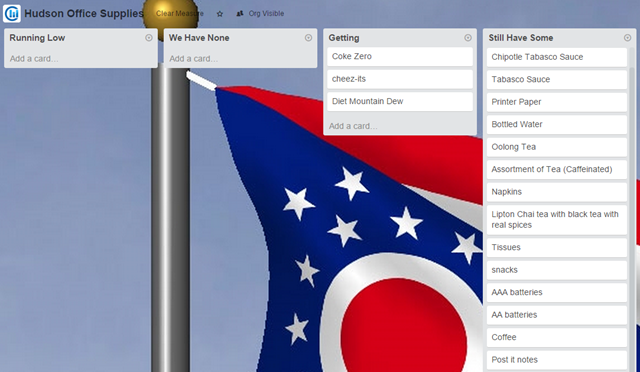 Hudson Office Supplies
Clear Measure
Org Visible
Running Low
Add a card...
We Have None
Add a card...
Getting
Coke Zero
cheez-its
Diet Mountain Dew
Add a card...
Still Have Some
Chipotle Tabasco Sauce
Tabasco Sauce
Printer Paper
Bottled Water
Oolong Tea
Assortment of Tea (Caffeinated)
Napkins
Lipton Chai tea with black tea with
real spices
Tissues
snacks
AAA batteries
AA batteries
Coffee
Post it notes